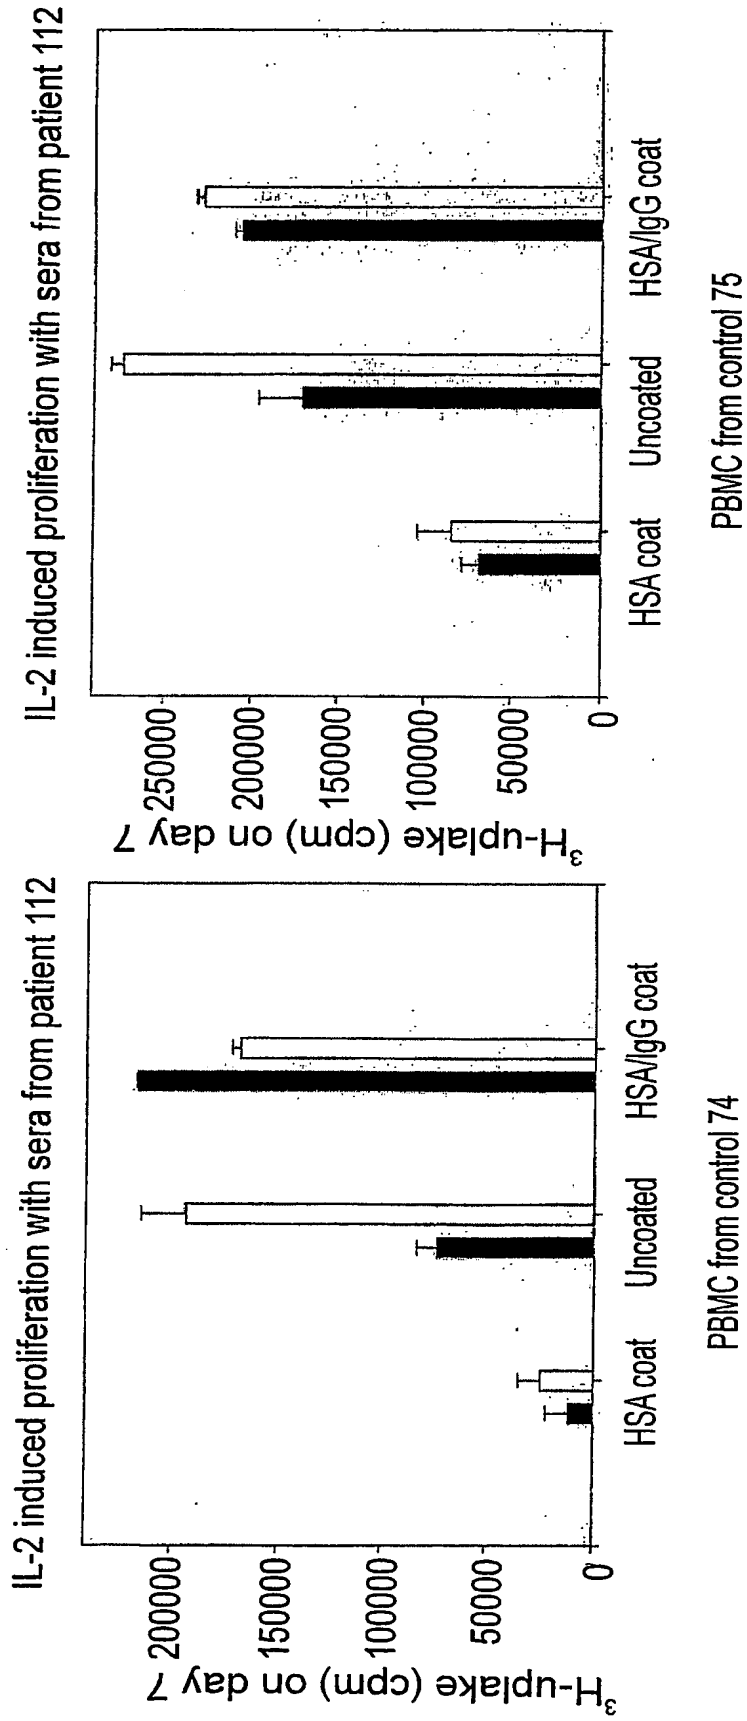 IL-2 induced proliferation with sera from patient 112
³H-uplake (cpm) on day 7
200000
150000
100000
50000
0
HSA coat
Uncoated
HSA/IgG coat
PBMC from control 74
IL-2 induced proliferation with sera from patient 112
³H-uplake (cpm) on day 7
250000
200000
150000
100000
50000
0
HSA coat
Uncoated
HSA/IgG coat
PBMC from control 75